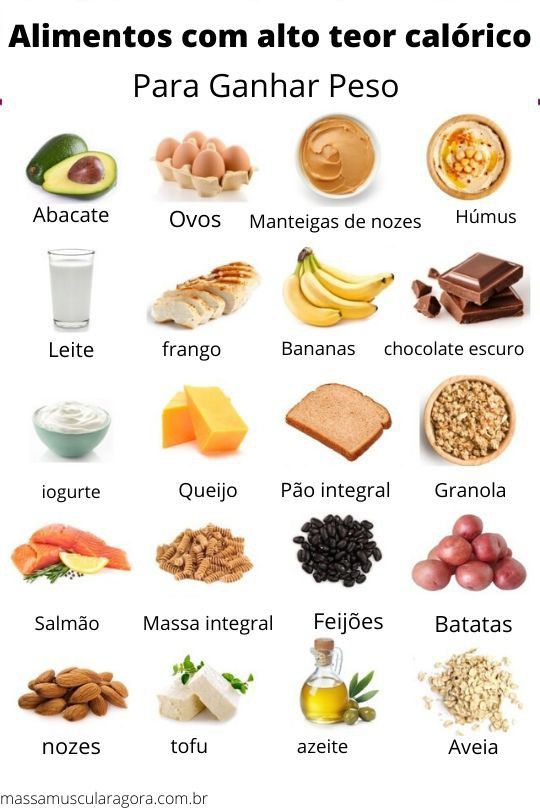 Alimentos com alto teor calórico
Para Ganhar Peso
Abacate
Ovos
Manteigas de nozes
Húmus
Leite
frango
Bananas
chocolate escuro
iogurte
Queijo
Pão integral
Granola
Salmão
Massa integral
Feijões
Batatas
nozes
tofu
azeite
Aveia
massamuscularagora.com.br